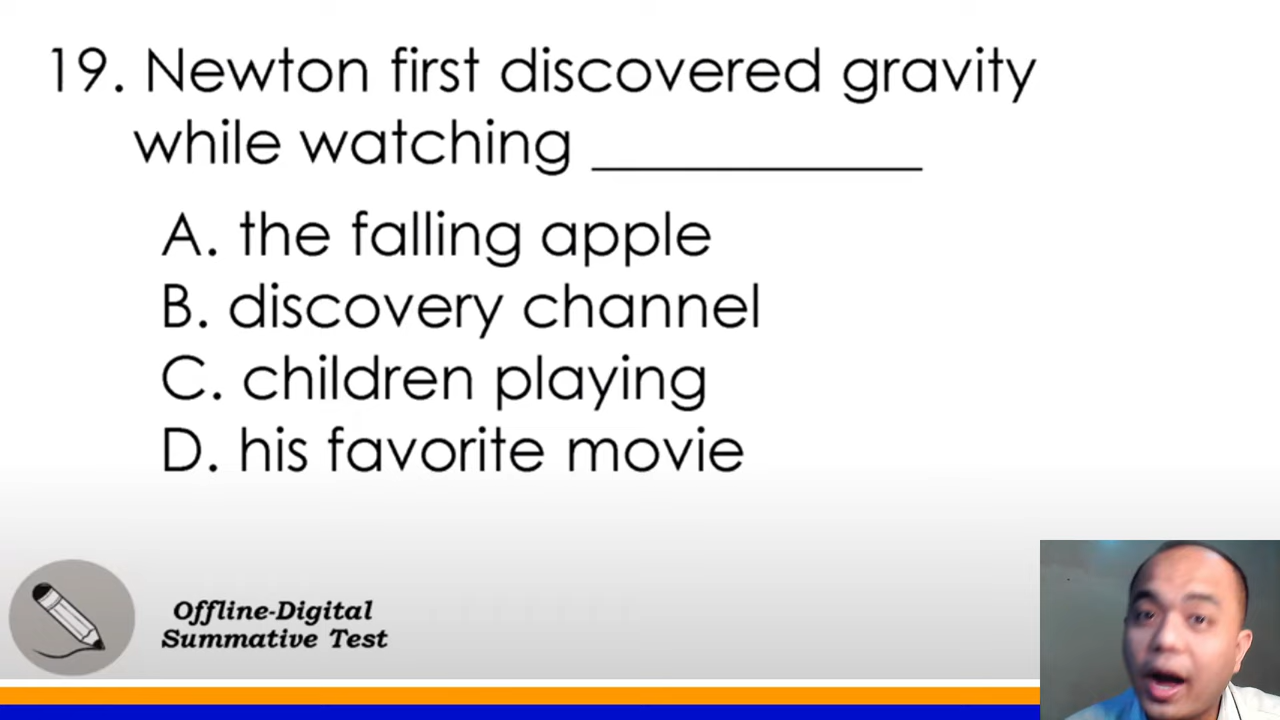 19. Newton first discovered gravity
while watching ___________
A. the falling apple
B. discovery channel
C. children playing
D. his favorite movie
Offline-Digital
Summative Test